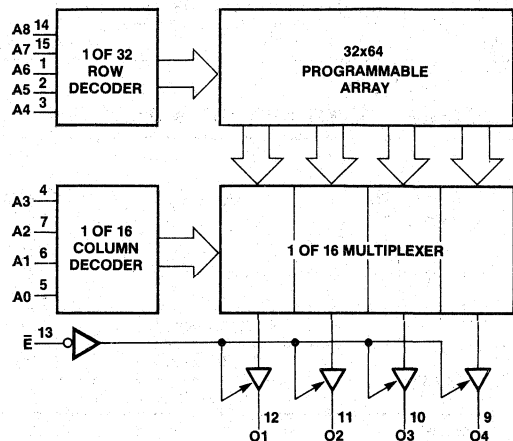 A8 14
A7 15
A6 1
A5 2
A4 3
1 OF 32
ROW
DECODER
32x64
PROGRAMMABLE
ARRAY
A3 4
A2 7
A1 6
A0 5
1 OF 16
COLUMN
DECODER
1 OF 16 MULTIPLEXER
E̅ 13
12 11 10 9
O1 O2 O3 O4